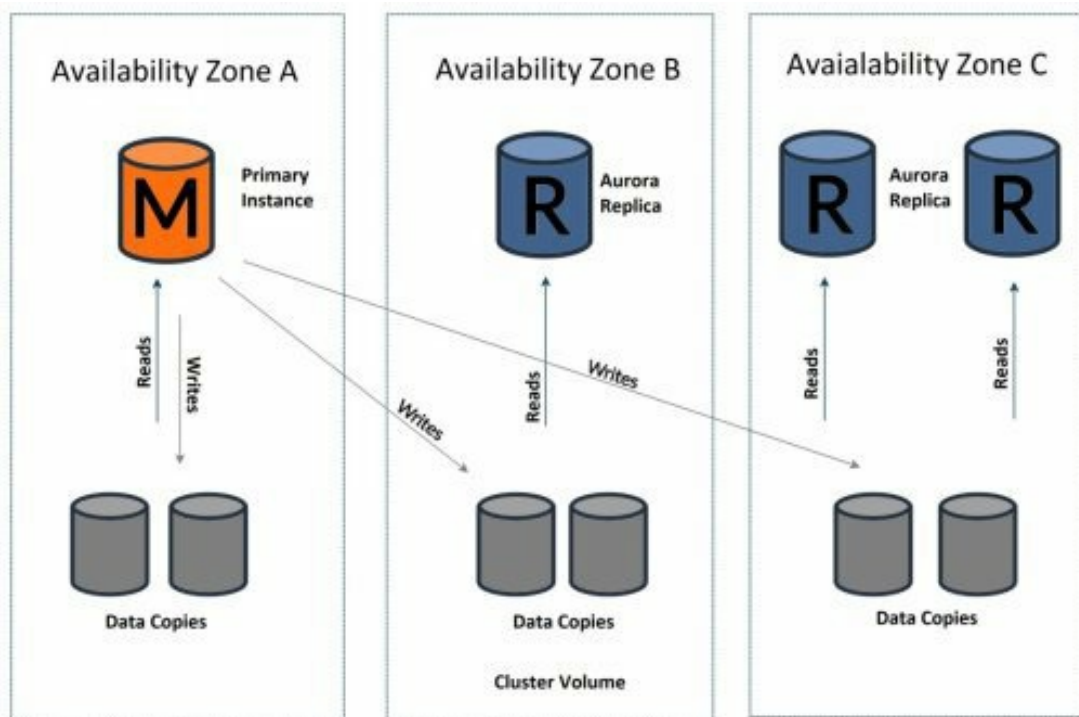 Availability Zone A
Availability Zone B
Avaialability Zone C
M
Primary
Instance
R
Aurora
Replica
R
Aurora
Replica
R
Reads
Writes
Writes
Reads
Writes
Reads
Reads
Data Copies
Data Copies
Data Copies
Cluster Volume